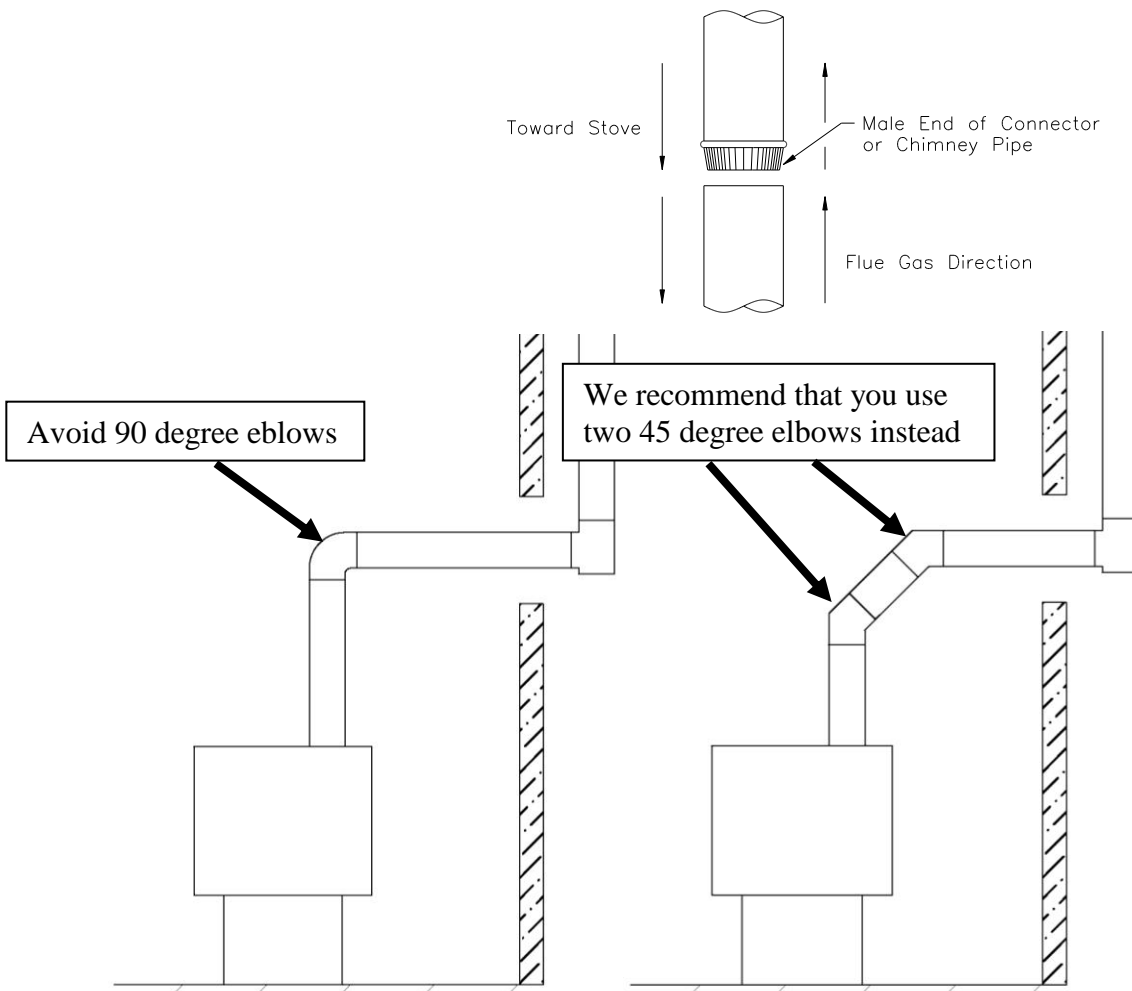 Toward Stove
Male End of Connector
or Chimney Pipe
Flue Gas Direction
Avoid 90 degree eblows
We recommend that you use
two 45 degree elbows instead